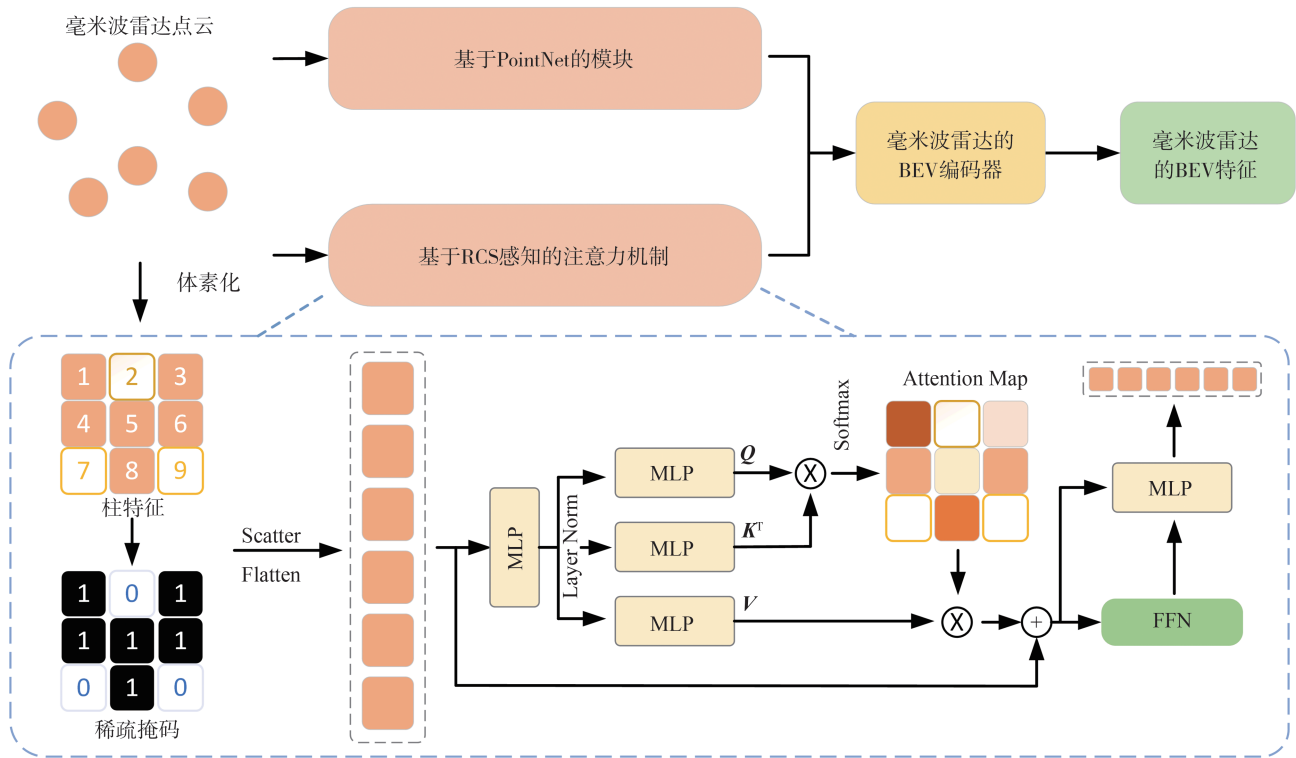 毫米波雷达点云
基于PointNet的模块
毫米波雷达的
BEV编码器
毫米波雷达
的BEV特征
基于RCS感知的注意力机制
体素化
1 2 3
4 5 6
7 8 9
柱特征
1 0 1
1 1 1
0 1 0
稀疏掩码
Scatter
Flatten
MLP
Layer Norm
MLP
Q
MLP
K^T
MLP
V
X
Softmax
Attention Map
X
+
FFN
MLP